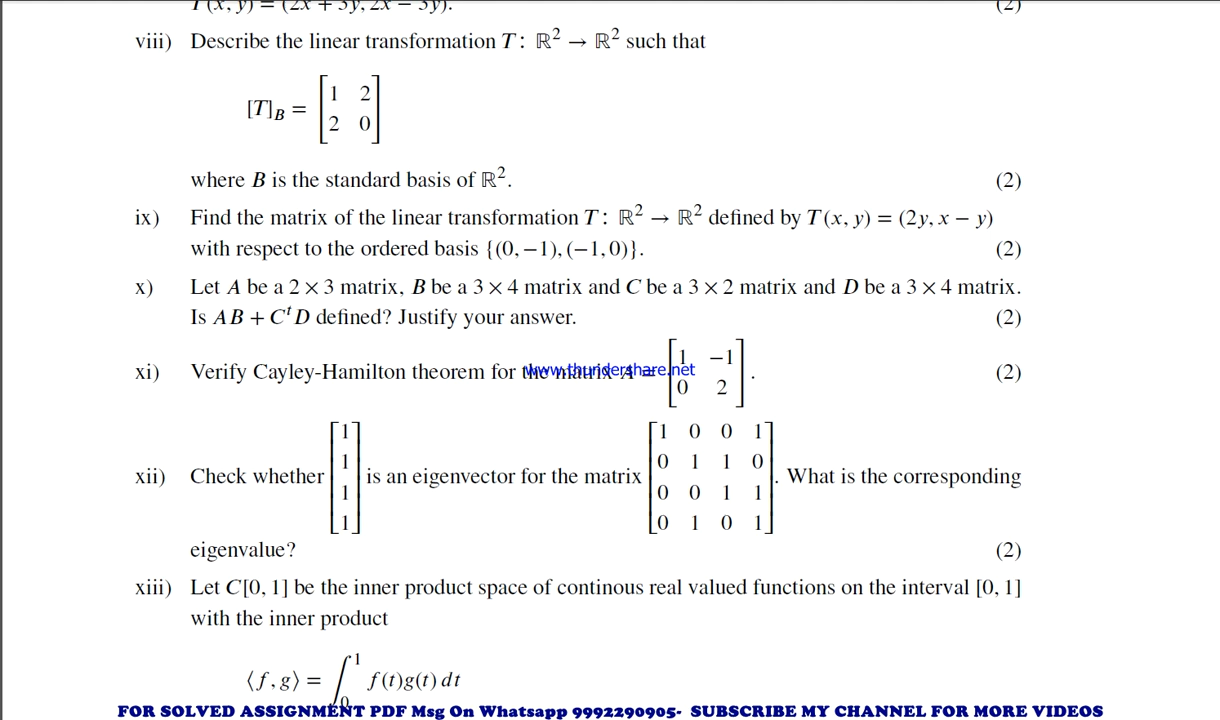 T(x, y) = (2x + 3y, 2x − 3y). (2)
viii) Describe the linear transformation T : ℝ² → ℝ² such that
[T]_B = [1 2
2 0]
where B is the standard basis of ℝ². (2)
ix) Find the matrix of the linear transformation T : ℝ² → ℝ² defined by T(x, y) = (2y, x − y)
with respect to the ordered basis {(0, −1), (−1, 0)}. (2)
x) Let A be a 2 × 3 matrix, B be a 3 × 4 matrix and C be a 3 × 2 matrix and D be a 3 × 4 matrix.
Is AB + CᵗD defined? Justify your answer. (2)
xi) Verify Cayley-Hamilton theorem for the matrix A = [1 −1
0 2]. (2)
www.thundershare.net
xii) Check whether [1
1
1
1] is an eigenvector for the matrix [1 0 0 1
0 1 1 0
0 0 1 1
0 1 0 1]. What is the corresponding
eigenvalue? (2)
xiii) Let C[0, 1] be the inner product space of continous real valued functions on the interval [0, 1]
with the inner product
⟨f, g⟩ = ∫₀¹ f(t)g(t) dt
FOR SOLVED ASSIGNMENT PDF Msg On Whatsapp 9992290905- SUBSCRIBE MY CHANNEL FOR MORE VIDEOS